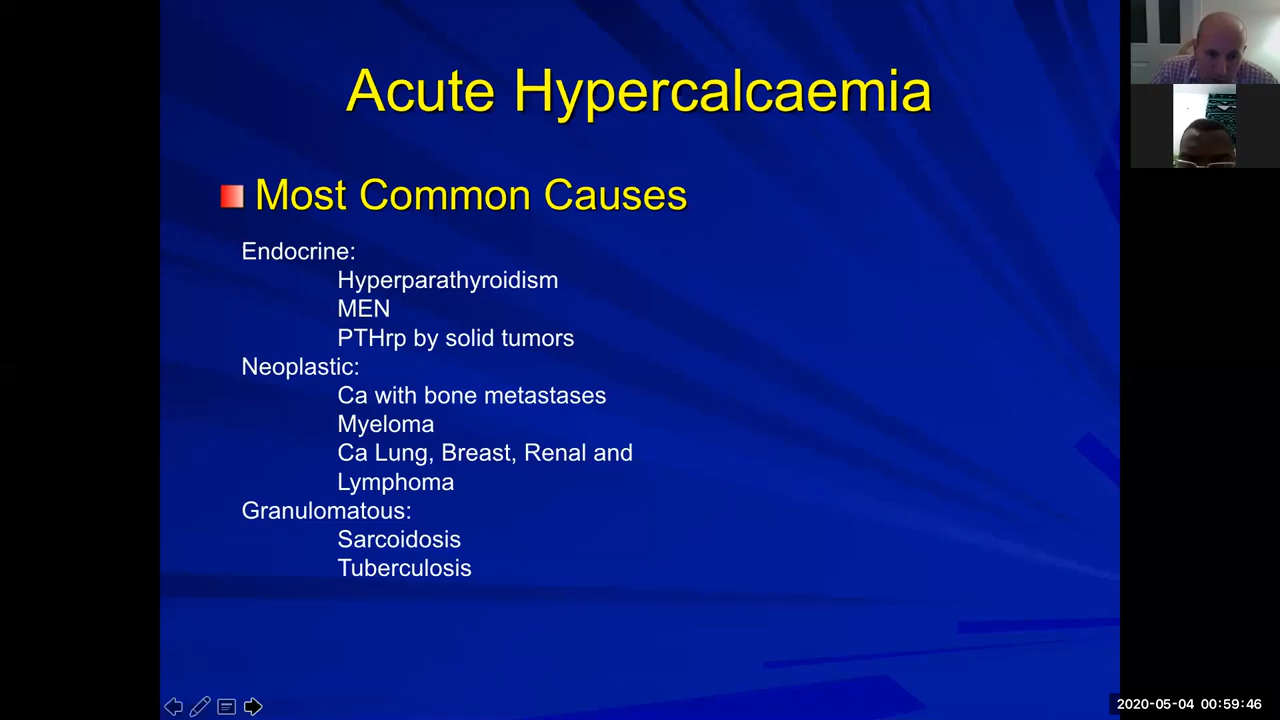 Acute Hypercalcaemia
Most Common Causes
Endocrine:
Hyperparathyroidism
MEN
PTHrp by solid tumors
Neoplastic:
Ca with bone metastases
Myeloma
Ca Lung, Breast, Renal and
Lymphoma
Granulomatous:
Sarcoidosis
Tuberculosis
2020-05-04 00:59:46